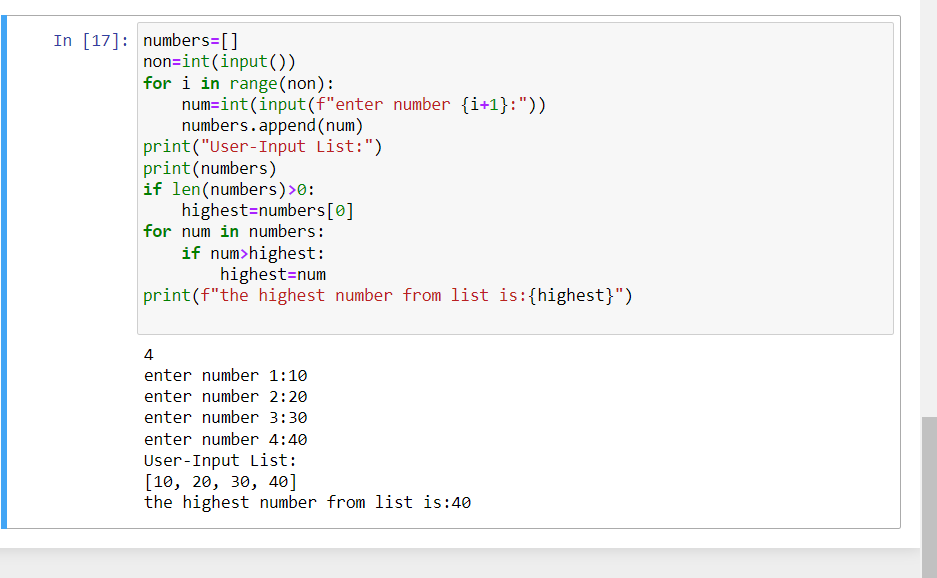 In [17]: numbers=[]
non=int(input())
for i in range(non):
    num=int(input(f"enter number {i+1}:"))
    numbers.append(num)
print("User-Input List:")
print(numbers)
if len(numbers)>0:
    highest=numbers[0]
for num in numbers:
    if num>highest:
        highest=num
print(f"the highest number from list is:{highest}")
4
enter number 1:10
enter number 2:20
enter number 3:30
enter number 4:40
User-Input List:
[10, 20, 30, 40]
the highest number from list is:40